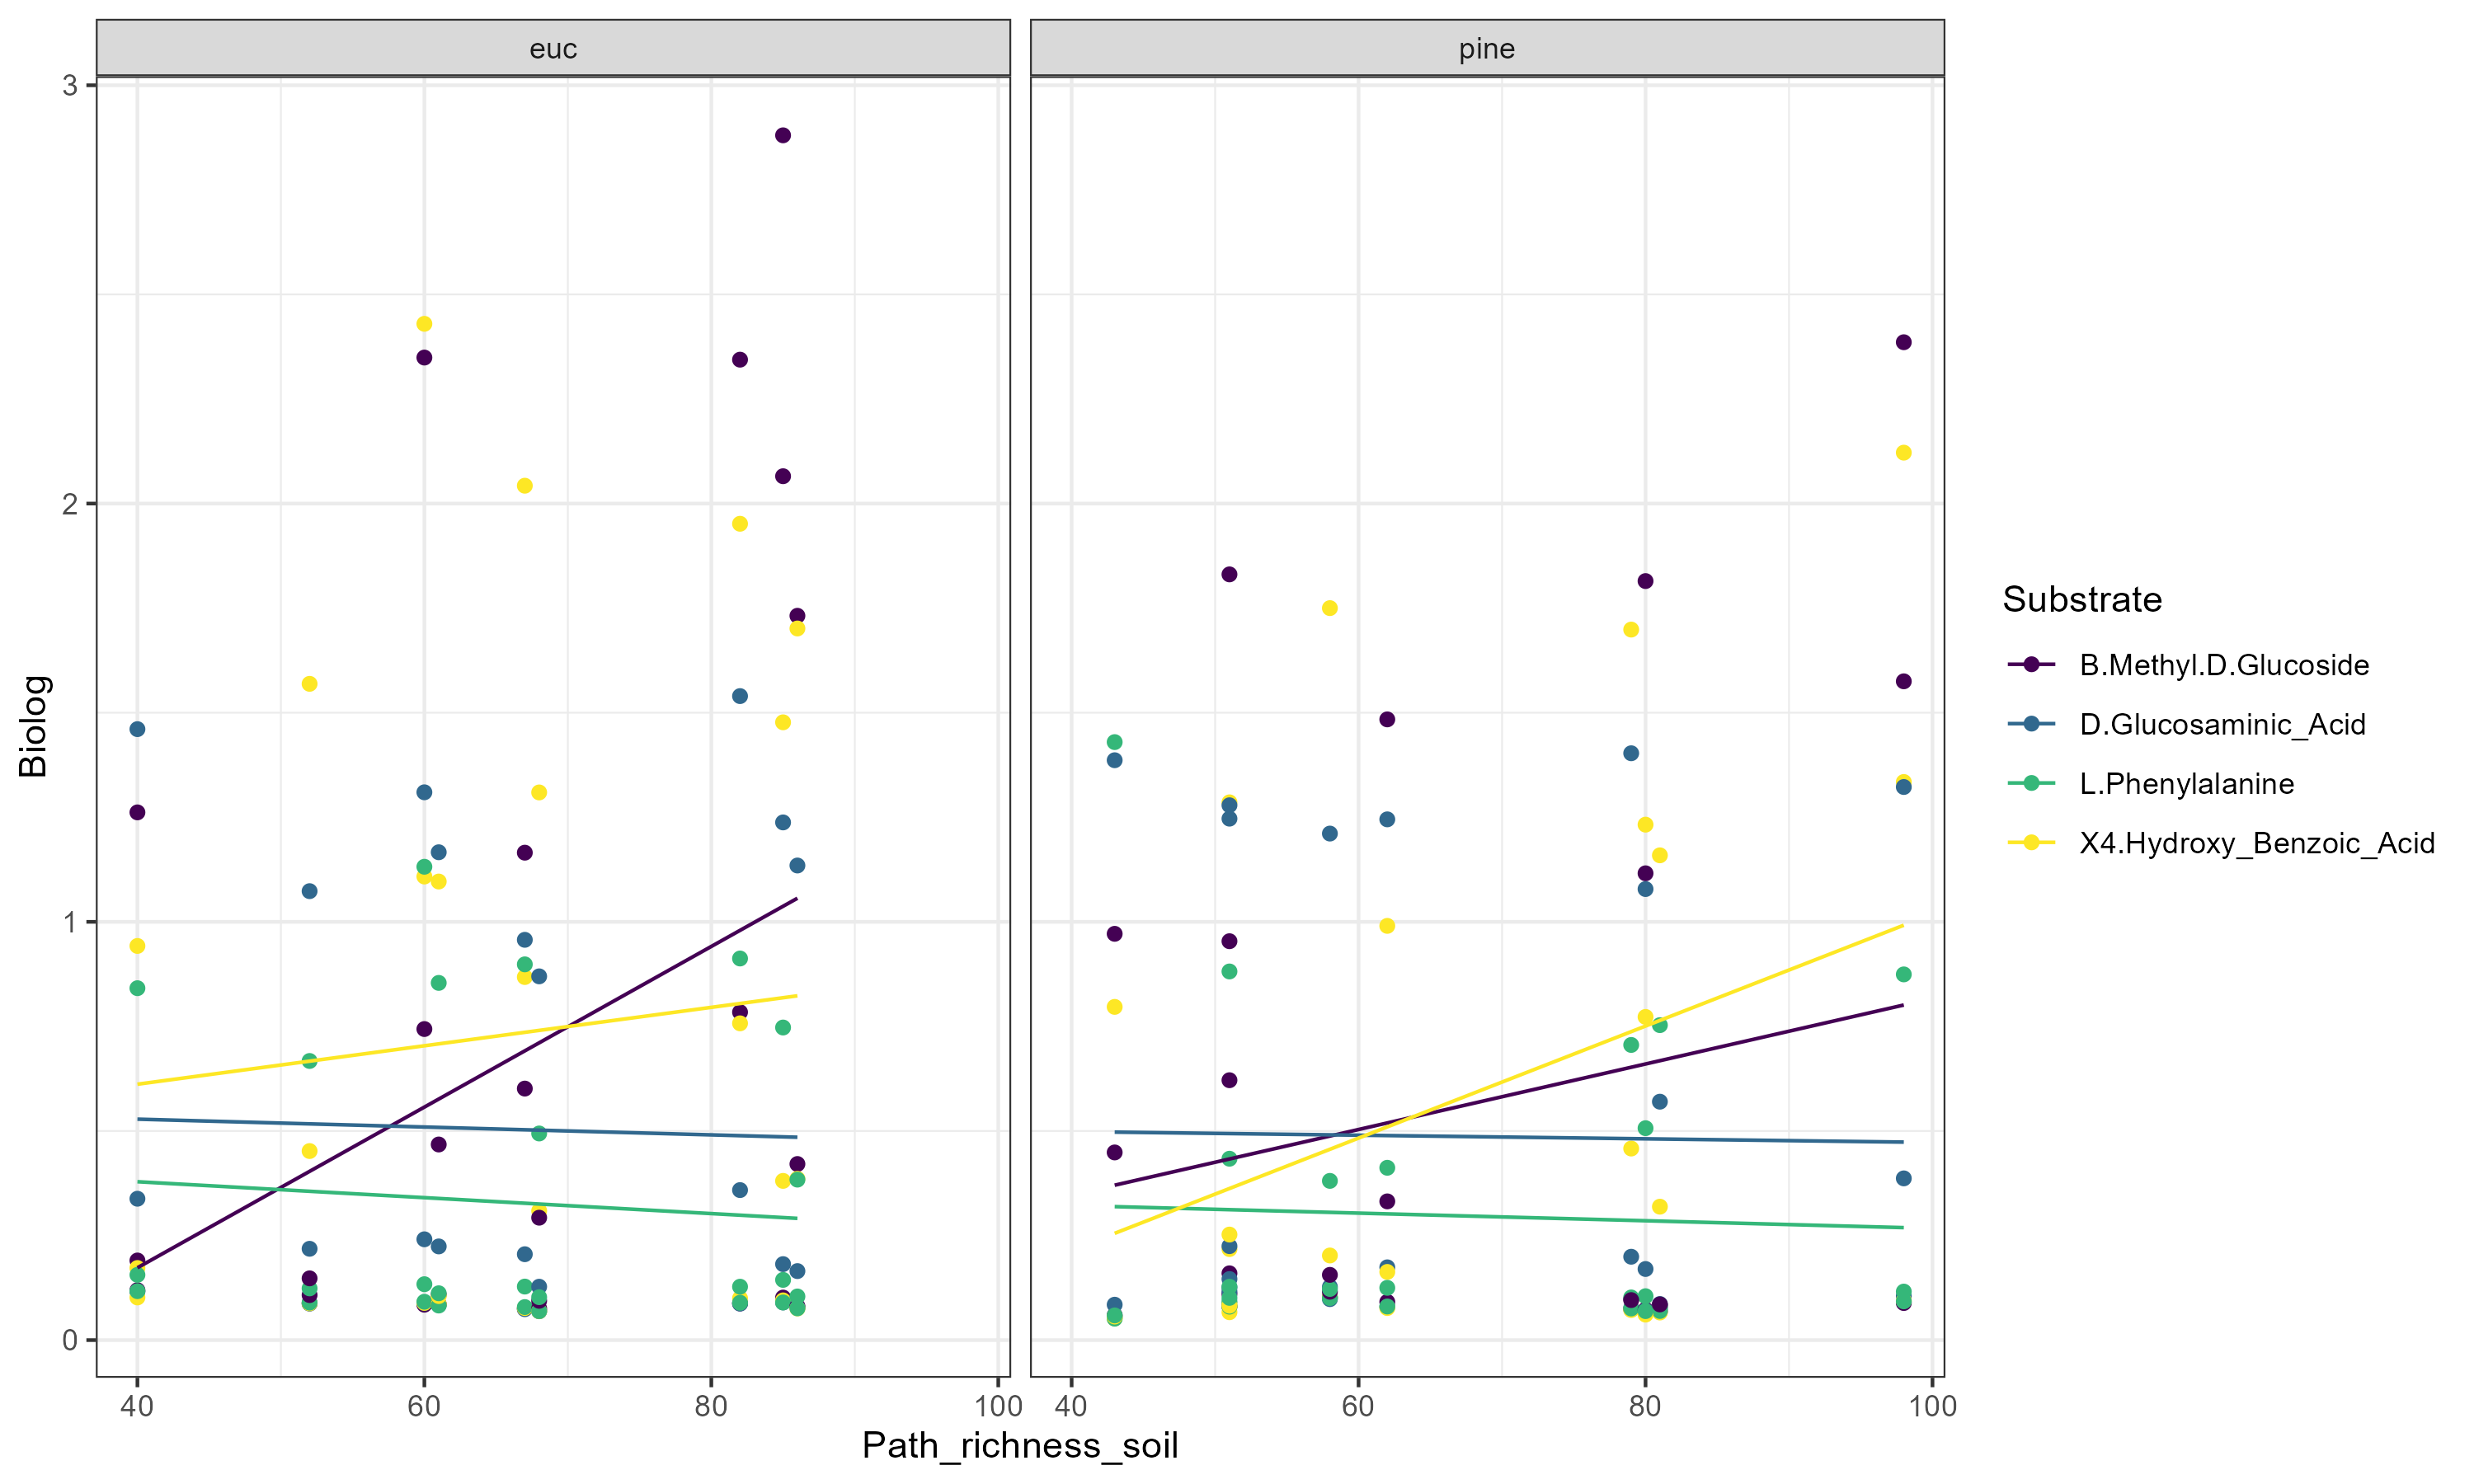 euc
pine
3
2
1
0
Biolog
40
60
80
100
40
60
80
100
Path_richness_soil
Substrate
B.Methyl.D.Glucoside
D.Glucosaminic_Acid
L.Phenylalanine
X4.Hydroxy_Benzoic_Acid